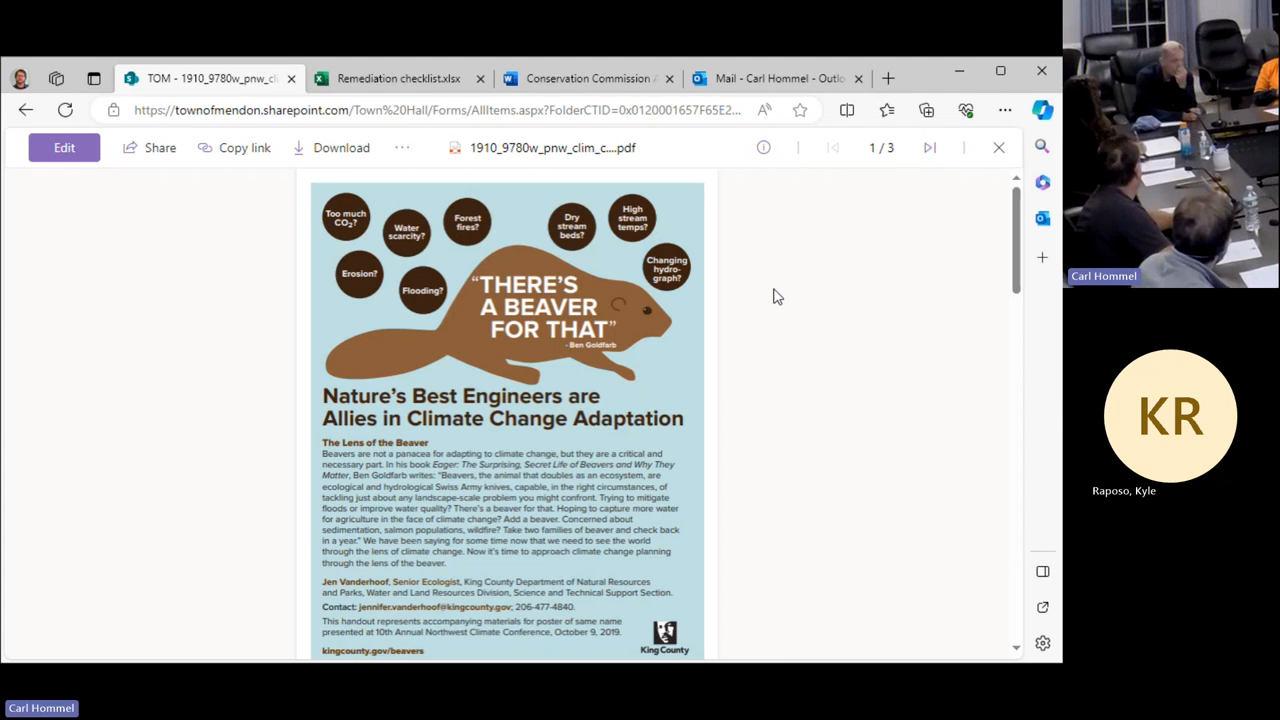 TOM - 1910_9780w_pnw_cli
Remediation checklist.xlsx
Conservation Commission A
Mail - Carl Hommel - Outlo
https://townofmendon.sharepoint.com/Town%20Hall/Forms/AllItems.aspx?FolderCTID=0x0120001657F65E2...
Edit
Share
Copy link
Download
1910_9780w_pnw_clim_c....pdf
1 / 3
Too much
CO2?
Water
scarcity?
Forest
fires?
Dry
stream
beds?
High
stream
temps?
Erosion?
Flooding?
Changing
hydro-
graph?
“THERE'S
A BEAVER
FOR THAT”
- Ben Goldfarb
Nature's Best Engineers are
Allies in Climate Change Adaptation
The Lens of the Beaver
Beavers are not a panacea for adapting to climate change, but they are a critical and
necessary part. In his book Eager: The Surprising, Secret Life of Beavers and Why They
Matter, Ben Goldfarb writes: “Beavers, the animal that doubles as an ecosystem, are
ecological and hydrological Swiss Army knives, capable, in the right circumstances, of
tackling just about any landscape-scale problem you might confront. Trying to mitigate
floods or improve water quality? There's a beaver for that. Hoping to capture more water
for agriculture in the face of climate change? Add a beaver. Concerned about
sedimentation, salmon populations, wildfire? Take two families of beaver and check back
in a year.” We have been saying for some time now that we need to see the world
through the lens of climate change. Now it's time to approach climate change planning
through the lens of the beaver.
Jen Vanderhoof, Senior Ecologist, King County Department of Natural Resources
and Parks, Water and Land Resources Division, Science and Technical Support Section.
Contact: jennifer.vanderhoof@kingcounty.gov; 206-477-4840.
This handout represents accompanying materials for poster of same name
presented at 10th Annual Northwest Climate Conference, October 9, 2019.
kingcounty.gov/beavers
King County
Carl Hommel
KR
Raposo, Kyle
Carl Hommel